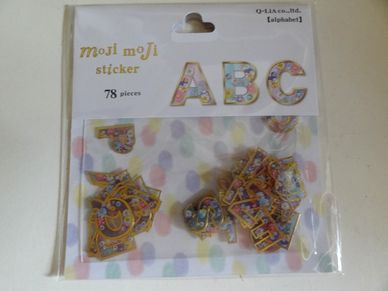 Q-LiA co.,ltd.
【alphabet】
moji moji
sticker
ABC
78 pieces